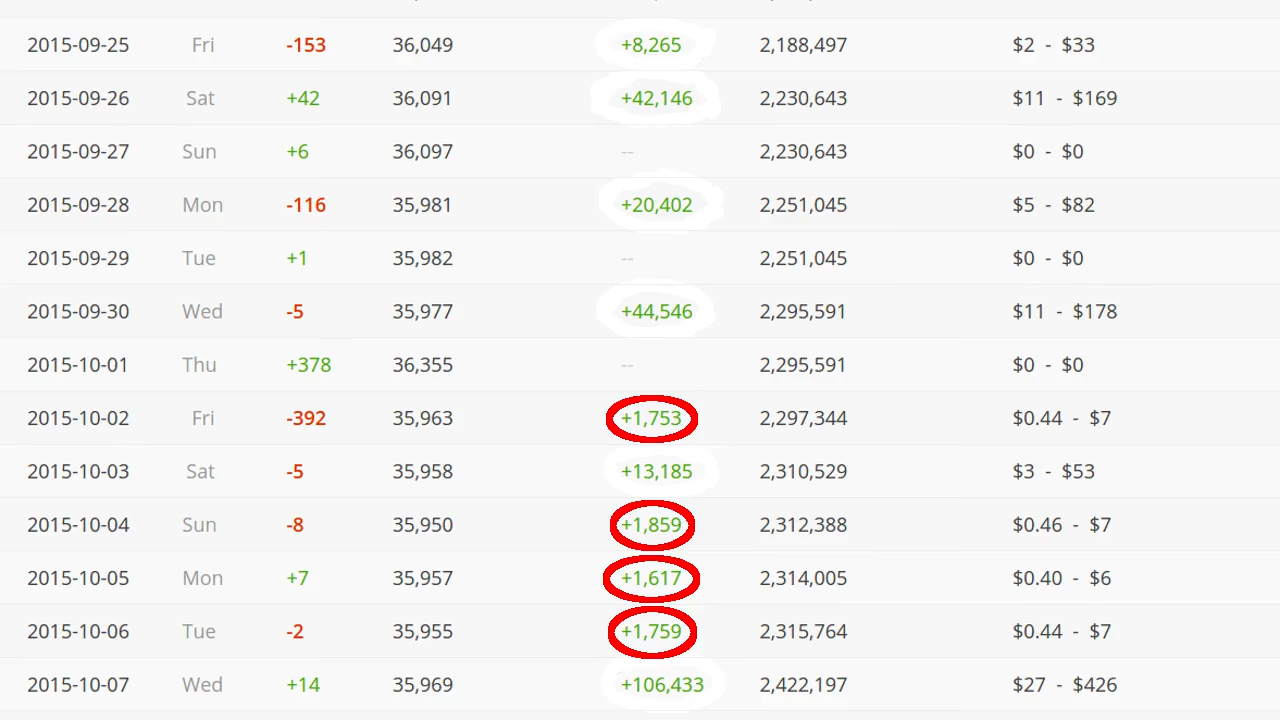 2015-09-25 Fri -153 36,049 +8,265 2,188,497 $2 - $33
2015-09-26 Sat +42 36,091 +42,146 2,230,643 $11 - $169
2015-09-27 Sun +6 36,097 -- 2,230,643 $0 - $0
2015-09-28 Mon -116 35,981 +20,402 2,251,045 $5 - $82
2015-09-29 Tue +1 35,982 -- 2,251,045 $0 - $0
2015-09-30 Wed -5 35,977 +44,546 2,295,591 $11 - $178
2015-10-01 Thu +378 36,355 -- 2,295,591 $0 - $0
2015-10-02 Fri -392 35,963 +1,753 2,297,344 $0.44 - $7
2015-10-03 Sat -5 35,958 +13,185 2,310,529 $3 - $53
2015-10-04 Sun -8 35,950 +1,859 2,312,388 $0.46 - $7
2015-10-05 Mon +7 35,957 +1,617 2,314,005 $0.40 - $6
2015-10-06 Tue -2 35,955 +1,759 2,315,764 $0.44 - $7
2015-10-07 Wed +14 35,969 +106,433 2,422,197 $27 - $426